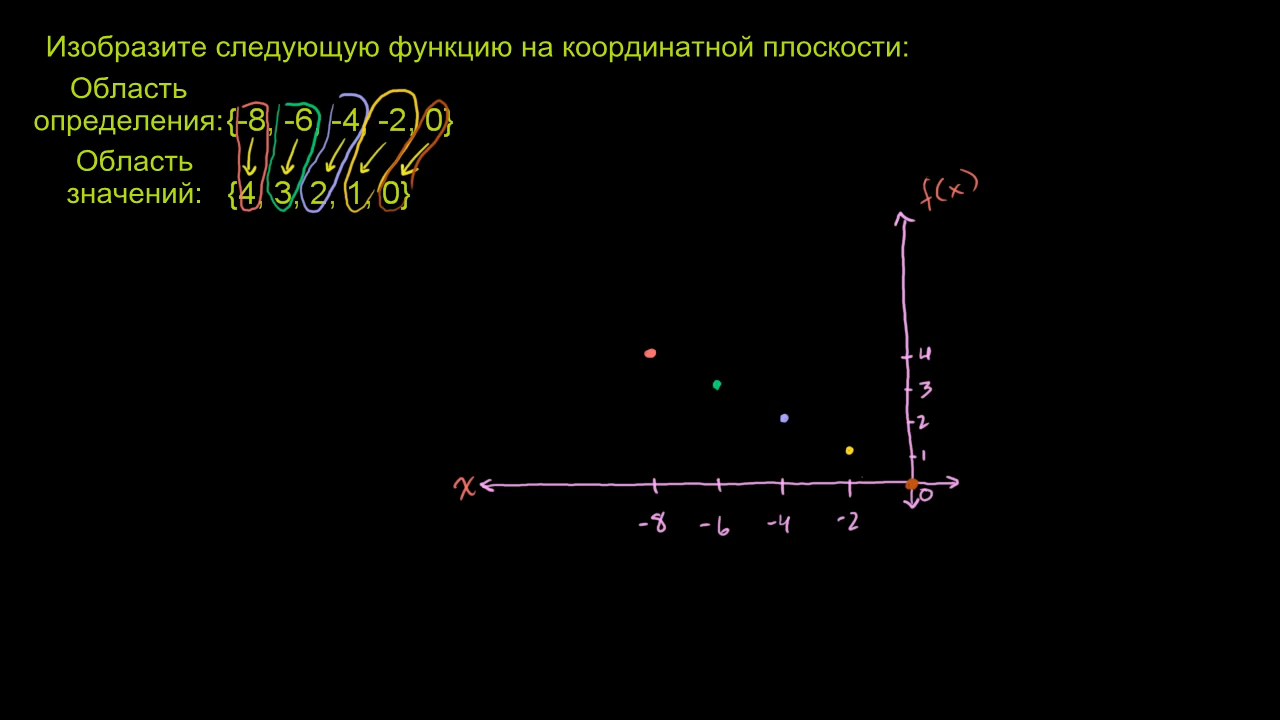 Изобразите следующую функцию на координатной плоскости:
Область
определения: {-8, -6, -4, -2, 0}
Область
значений: {4, 3, 2, 1, 0}
f(x)
4
3
2
1
x
0
-8 -6 -4 -2